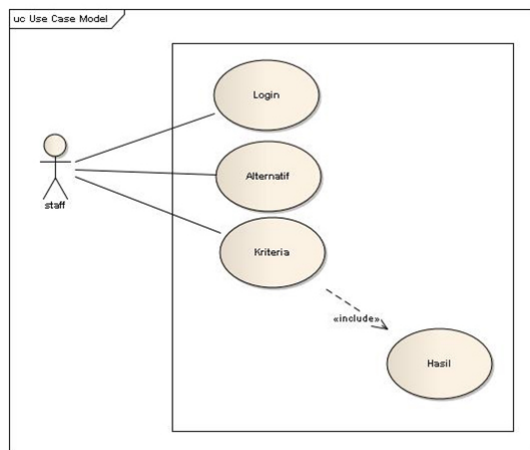 uc Use Case Model
Login
Alternatif
staff
Kriteria
«include»
Hasil